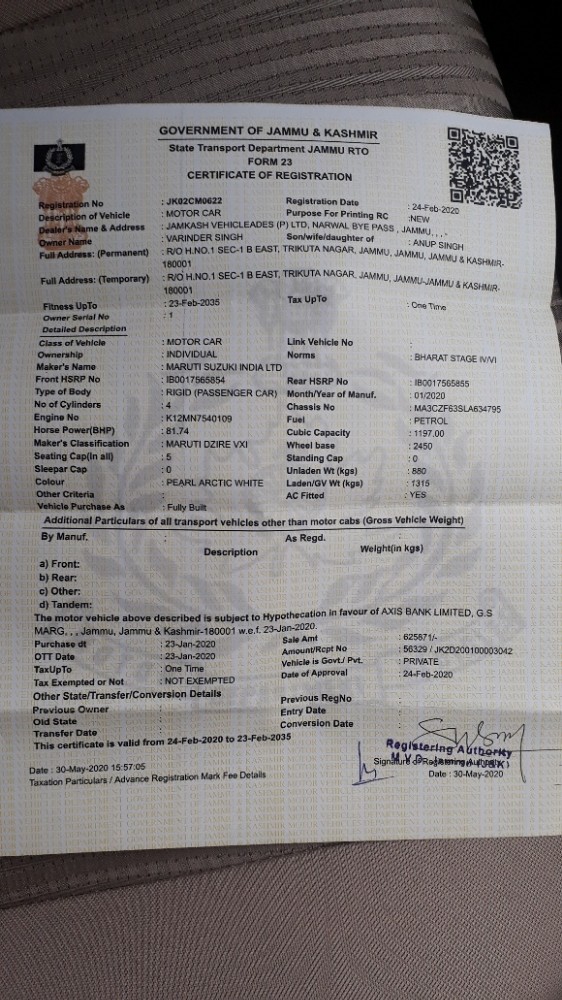 GOVERNMENT OF JAMMU & KASHMIR
State Transport Department JAMMU RTO
FORM 23
CERTIFICATE OF REGISTRATION
Registration No : JK02CM0622 Registration Date : 24-Feb-2020
Description of Vehicle : MOTOR CAR Purpose For Printing RC :NEW
Dealer's Name & Address : JAMKASH VEHICLEADES (P) LTD, NARWAL BYE PASS , JAMMU, , , -
Owner Name : VARINDER SINGH Son/wife/daughter of : ANUP SINGH
Full Address: (Permanent) : R/O H.NO.1 SEC-1 B EAST, TRIKUTA NAGAR, JAMMU, JAMMU, JAMMU & KASHMIR-
180001
Full Address: (Temporary) : R/O H.NO.1 SEC-1 B EAST, TRIKUTA NAGAR, JAMMU, JAMMU-JAMMU & KASHMIR-
180001
Fitness UpTo : 23-Feb-2035 Tax UpTo : One Time
Owner Serial No : 1
Detailed Description
Class of Vehicle : MOTOR CAR Link Vehicle No :
Ownership : INDIVIDUAL Norms : BHARAT STAGE IV/VI
Maker's Name : MARUTI SUZUKI INDIA LTD
Front HSRP No : IB0017565854 Rear HSRP No : IB0017565855
Type of Body : RIGID (PASSENGER CAR) Month/Year of Manuf. : 01/2020
No of Cylinders : 4 Chassis No : MA3CZF63SLA634795
Engine No : K12MN7540109 Fuel : PETROL
Horse Power(BHP) : 81.74 Cubic Capacity : 1197.00
Maker's Classification : MARUTI DZIRE VXI Wheel base : 2450
Seating Cap(in all) : 5 Standing Cap : 0
Sleepar Cap : 0 Unladen Wt (kgs) : 880
Colour : PEARL ARCTIC WHITE Laden/GV Wt (kgs) : 1315
Other Criteria : AC Fitted : YES
Vehicle Purchase As : Fully Built
Additional Particulars of all transport vehicles other than motor cabs (Gross Vehicle Weight)
By Manuf. : As Regd. :
Description Weight(in kgs)
a) Front:
b) Rear:
c) Other:
d) Tandem:
The motor vehicle above described is subject to Hypothecation in favour of AXIS BANK LIMITED, G.S
MARG, , , Jammu, Jammu & Kashmir-180001 w.e.f. 23-Jan-2020.
Purchase dt : 23-Jan-2020 Sale Amt : 625871/-
OTT Date : 23-Jan-2020 Amount/Rcpt No : 56329 / JK2D200100003042
TaxUpTo : One Time Vehicle is Govt./ Pvt. : PRIVATE
Tax Exempted or Not : NOT EXEMPTED Date of Approval : 24-Feb-2020
Other State/Transfer/Conversion Details
Previous Owner : Previous RegNo :
Old State : Entry Date :
Transfer Date : Conversion Date :
This certificate is valid from 24-Feb-2020 to 23-Feb-2035
Registering Authority
Signature of Registering Authority
Date : 30-May-2020 15:57:05 Date : 30-May-2020
Taxation Particulars / Advance Registration Mark Fee Details